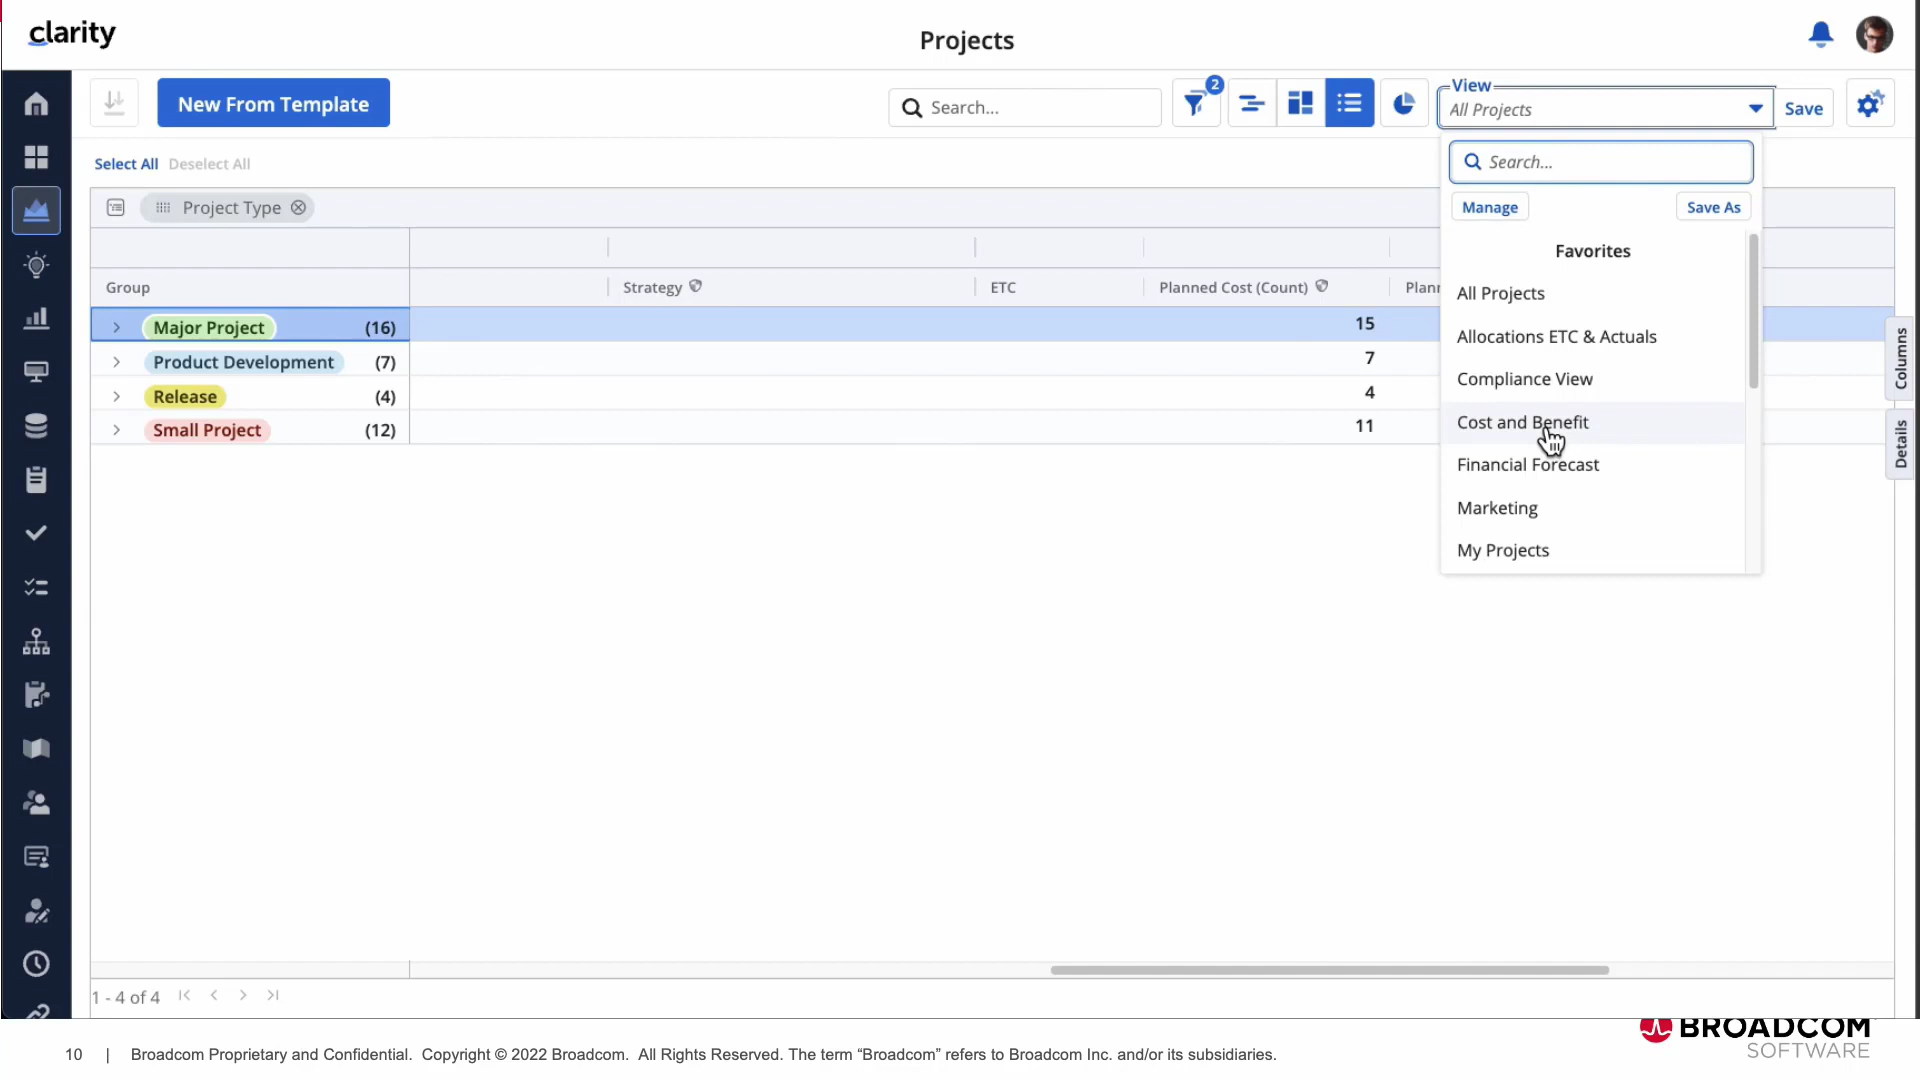 clarity
Projects
New From Template
Search...
2
View
All Projects
Save
Search...
Manage
Save As
Favorites
All Projects
Allocations ETC & Actuals
Compliance View
Cost and Benefit
Financial Forecast
Marketing
My Projects
Select All Deselect All
Project Type
Group Strategy ETC Planned Cost (Count)
Major Project (16) 15
Product Development (7) 7
Release (4) 4
Small Project (12) 11
Columns
Details
1 - 4 of 4
BROADCOM
SOFTWARE
10 | Broadcom Proprietary and Confidential. Copyright © 2022 Broadcom. All Rights Reserved. The term “Broadcom” refers to Broadcom Inc. and/or its subsidiaries.